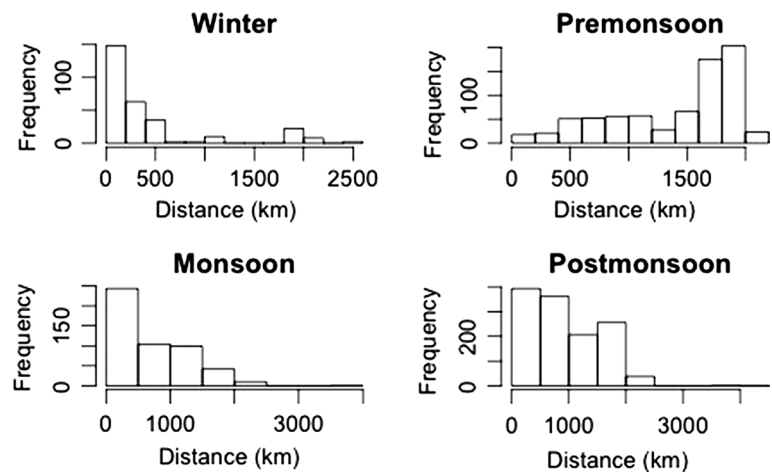 Winter
Frequency
0
100
0
500
1500
2500
Distance (km)
Premonsoon
Frequency
0
100
0
500
1500
Distance (km)
Monsoon
Frequency
0
150
0
1000
3000
Distance (km)
Postmonsoon
Frequency
0
200
0
1000
3000
Distance (km)